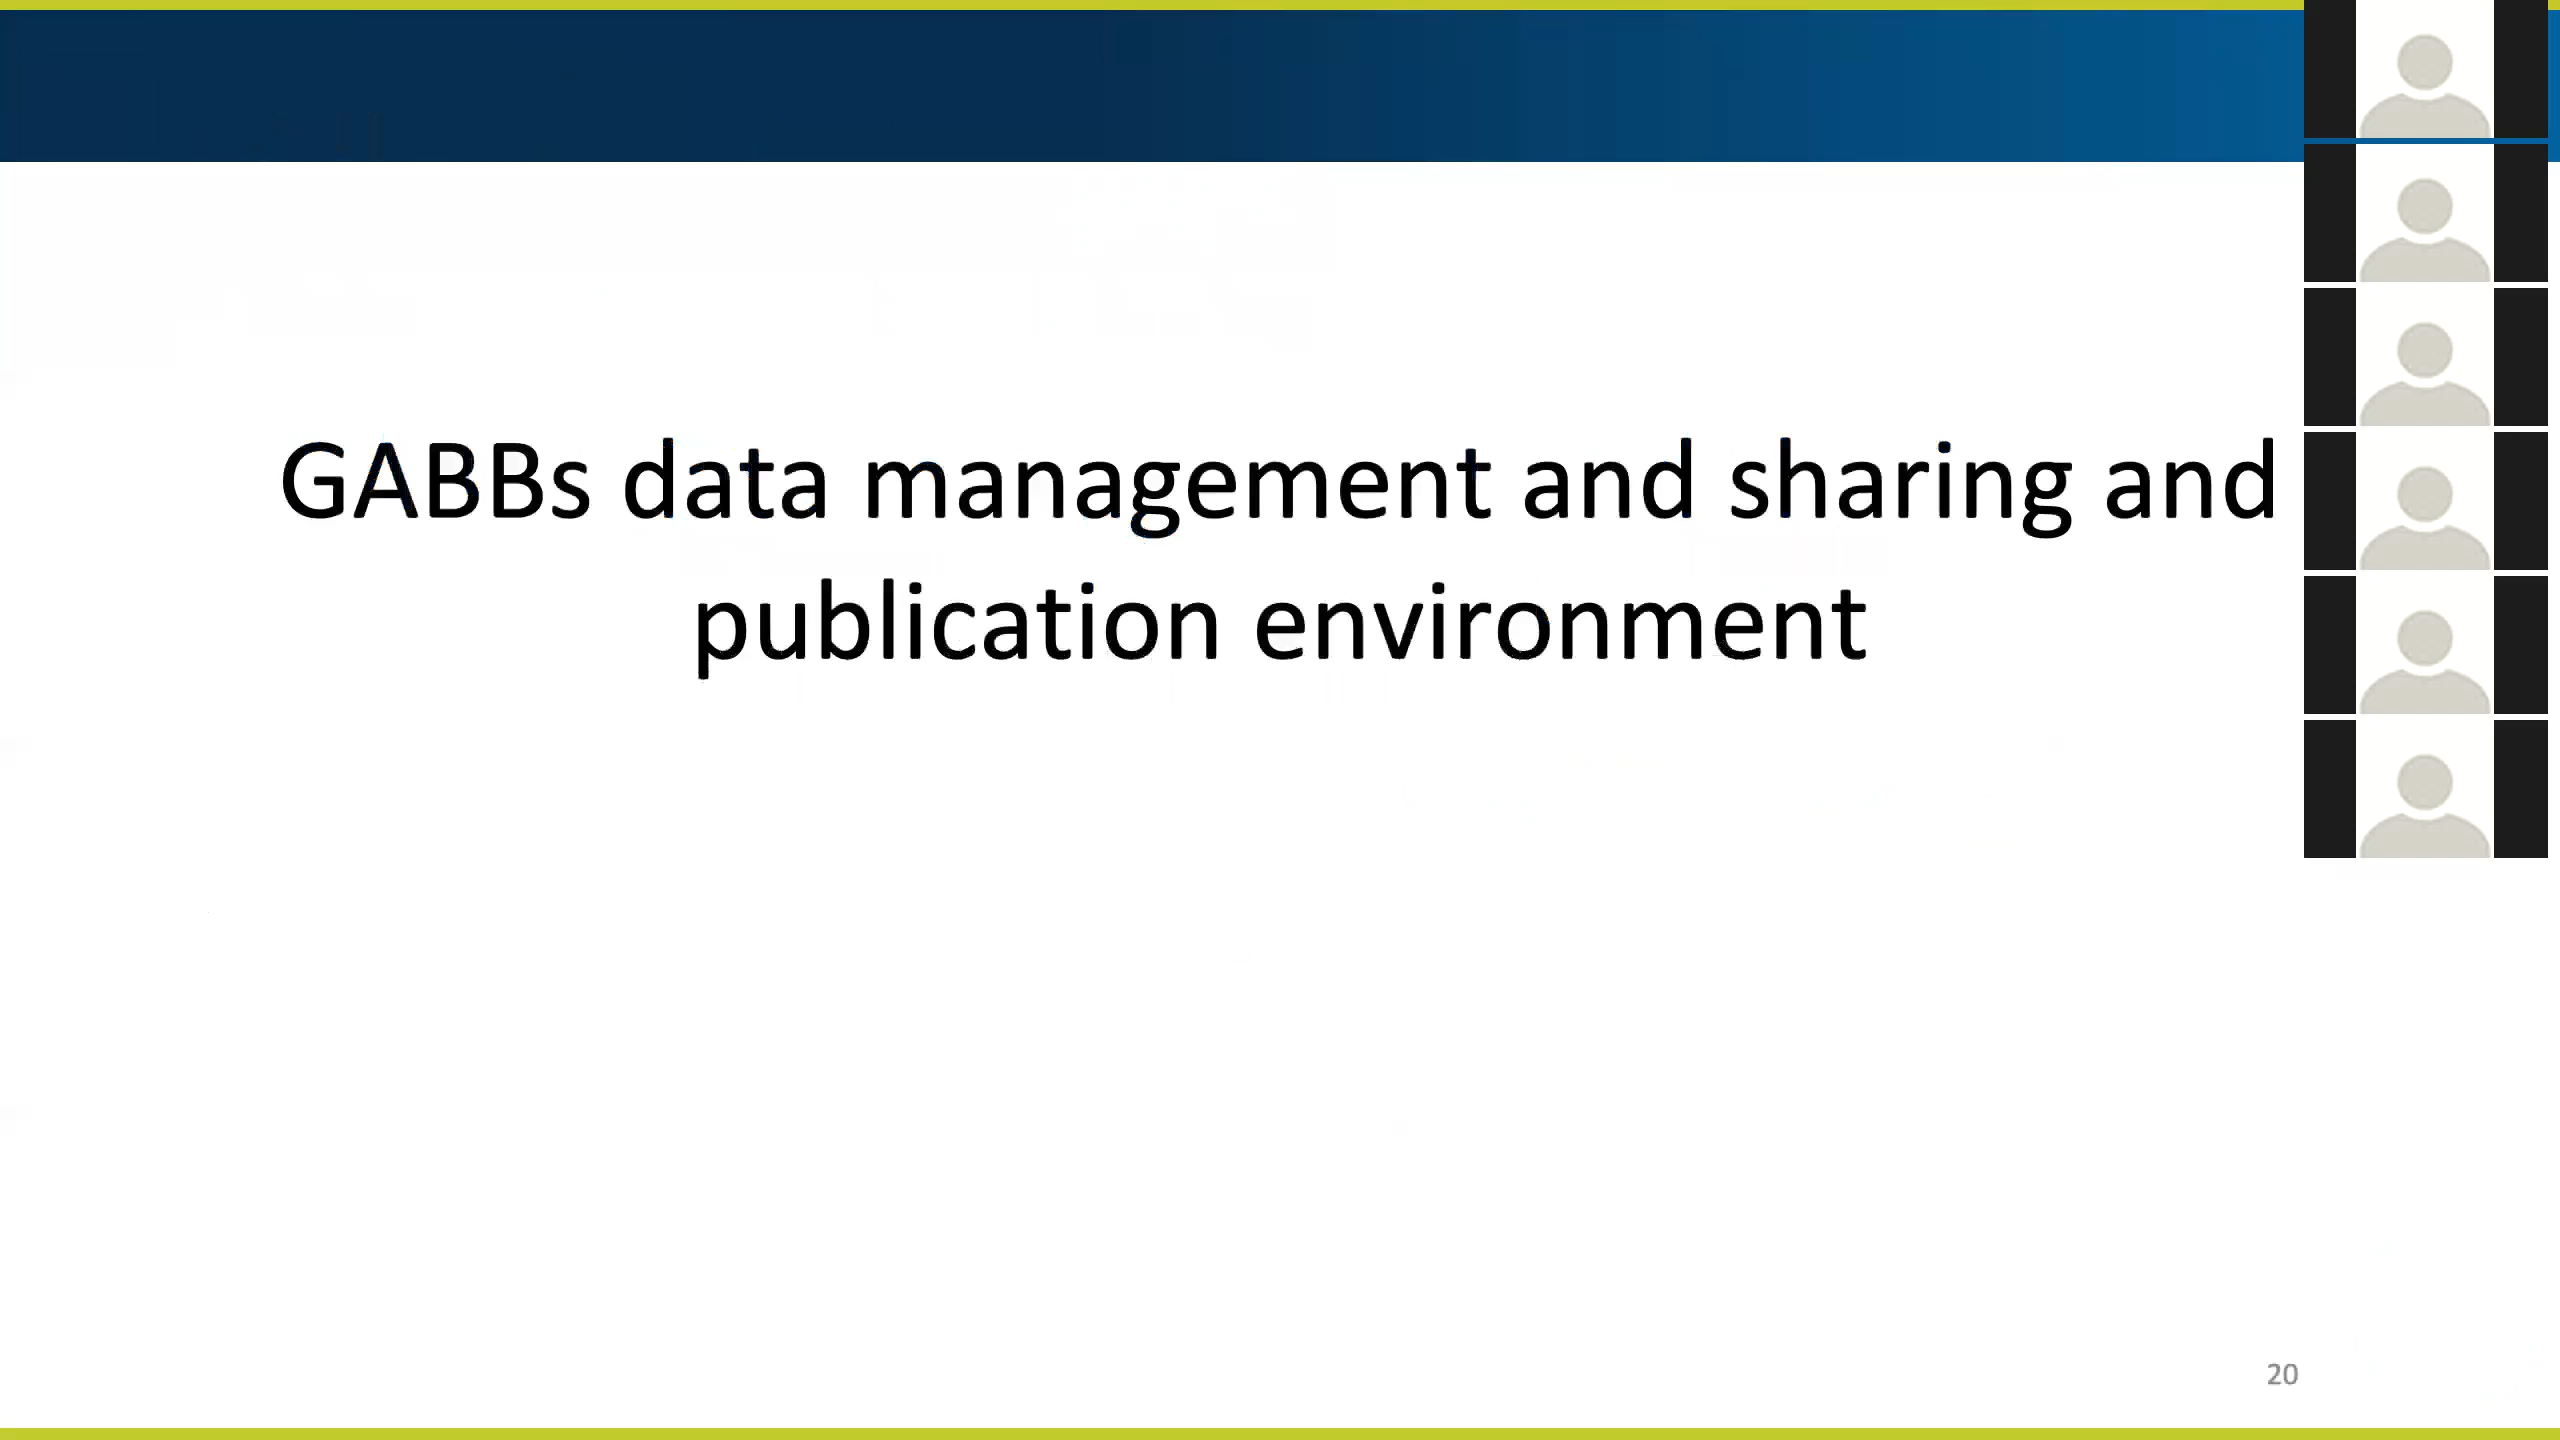 GABBs data management and sharing and
publication environment
20